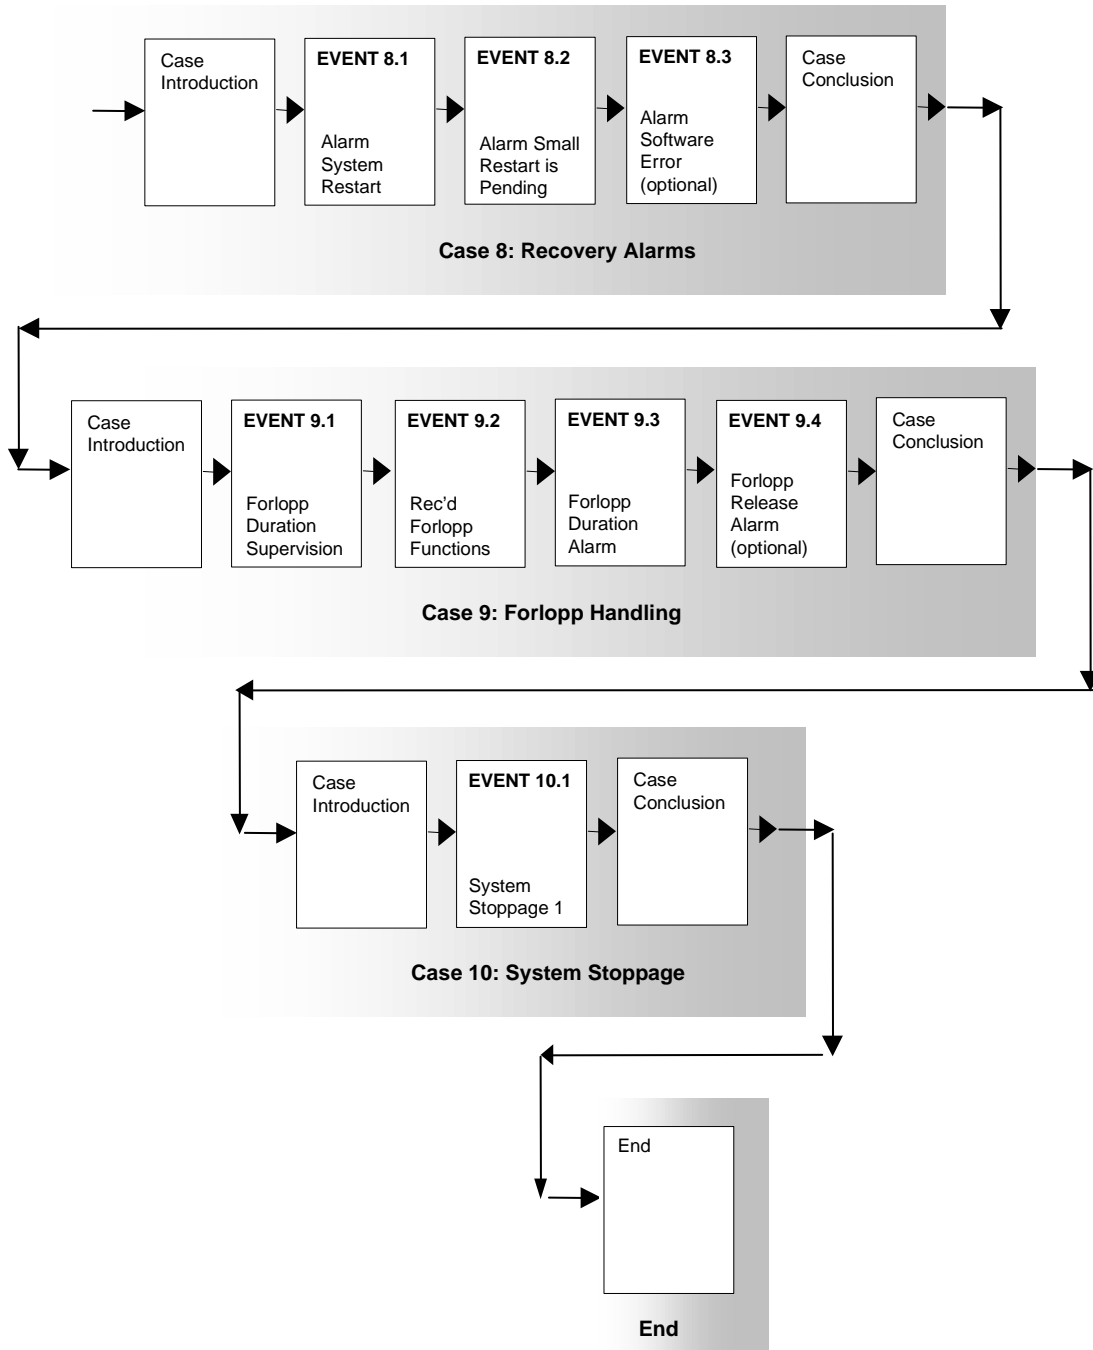 Case
Introduction
EVENT 8.1
Alarm
System
Restart
EVENT 8.2
Alarm Small
Restart is
Pending
EVENT 8.3
Alarm
Software
Error
(optional)
Case
Conclusion
Case 8: Recovery Alarms
Case
Introduction
EVENT 9.1
Forlopp
Duration
Supervision
EVENT 9.2
Rec’d
Forlopp
Functions
EVENT 9.3
Forlopp
Duration
Alarm
EVENT 9.4
Forlopp
Release
Alarm
(optional)
Case
Conclusion
Case 9: Forlopp Handling
Case
Introduction
EVENT 10.1
System
Stoppage 1
Case
Conclusion
Case 10: System Stoppage
End
End